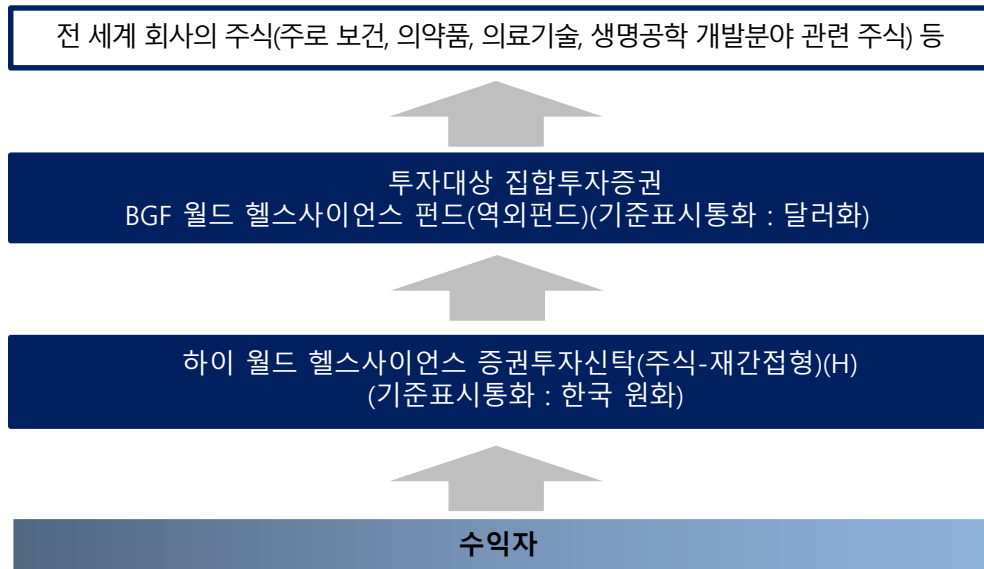 전 세계 회사의 주식(주로 보건, 의약품, 의료기술, 생명공학 개발분야 관련 주식) 등
투자대상 집합투자증권
BGF 월드 헬스사이언스 펀드(역외펀드)(기준표시통화 : 달러화)
하이 월드 헬스사이언스 증권투자신탁(주식-재간접형)(H)
(기준표시통화 : 한국 원화)
수익자